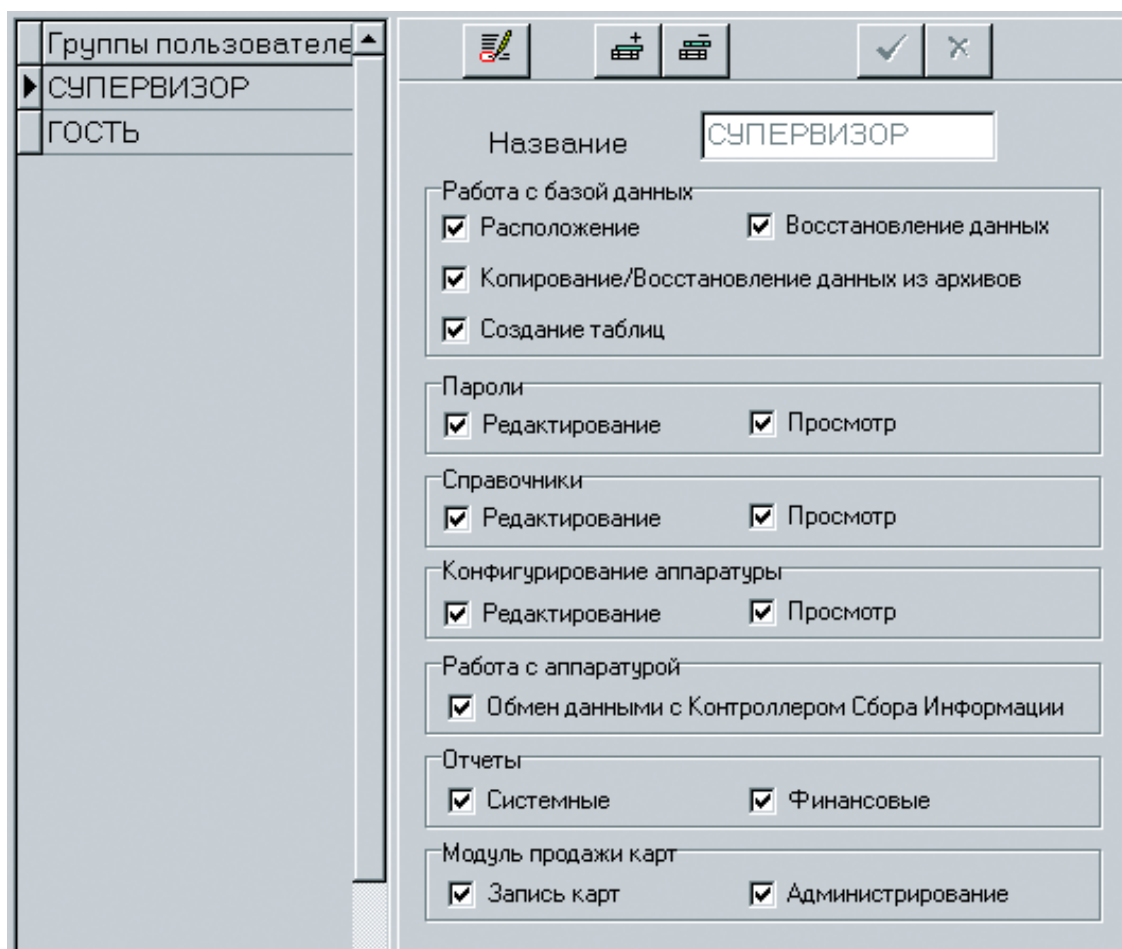 Группы пользователе
СУПЕРВИЗОР
ГОСТЬ
Название СУПЕРВИЗОР
Работа с базой данных
Расположение Восстановление данных
Копирование/Восстановление данных из архивов
Создание таблиц
Пароли
Редактирование Просмотр
Справочники
Редактирование Просмотр
Конфигурирование аппаратуры
Редактирование Просмотр
Работа с аппаратурой
Обмен данными с Контроллером Сбора Информации
Отчеты
Системные Финансовые
Модуль продажи карт
Запись карт Администрирование